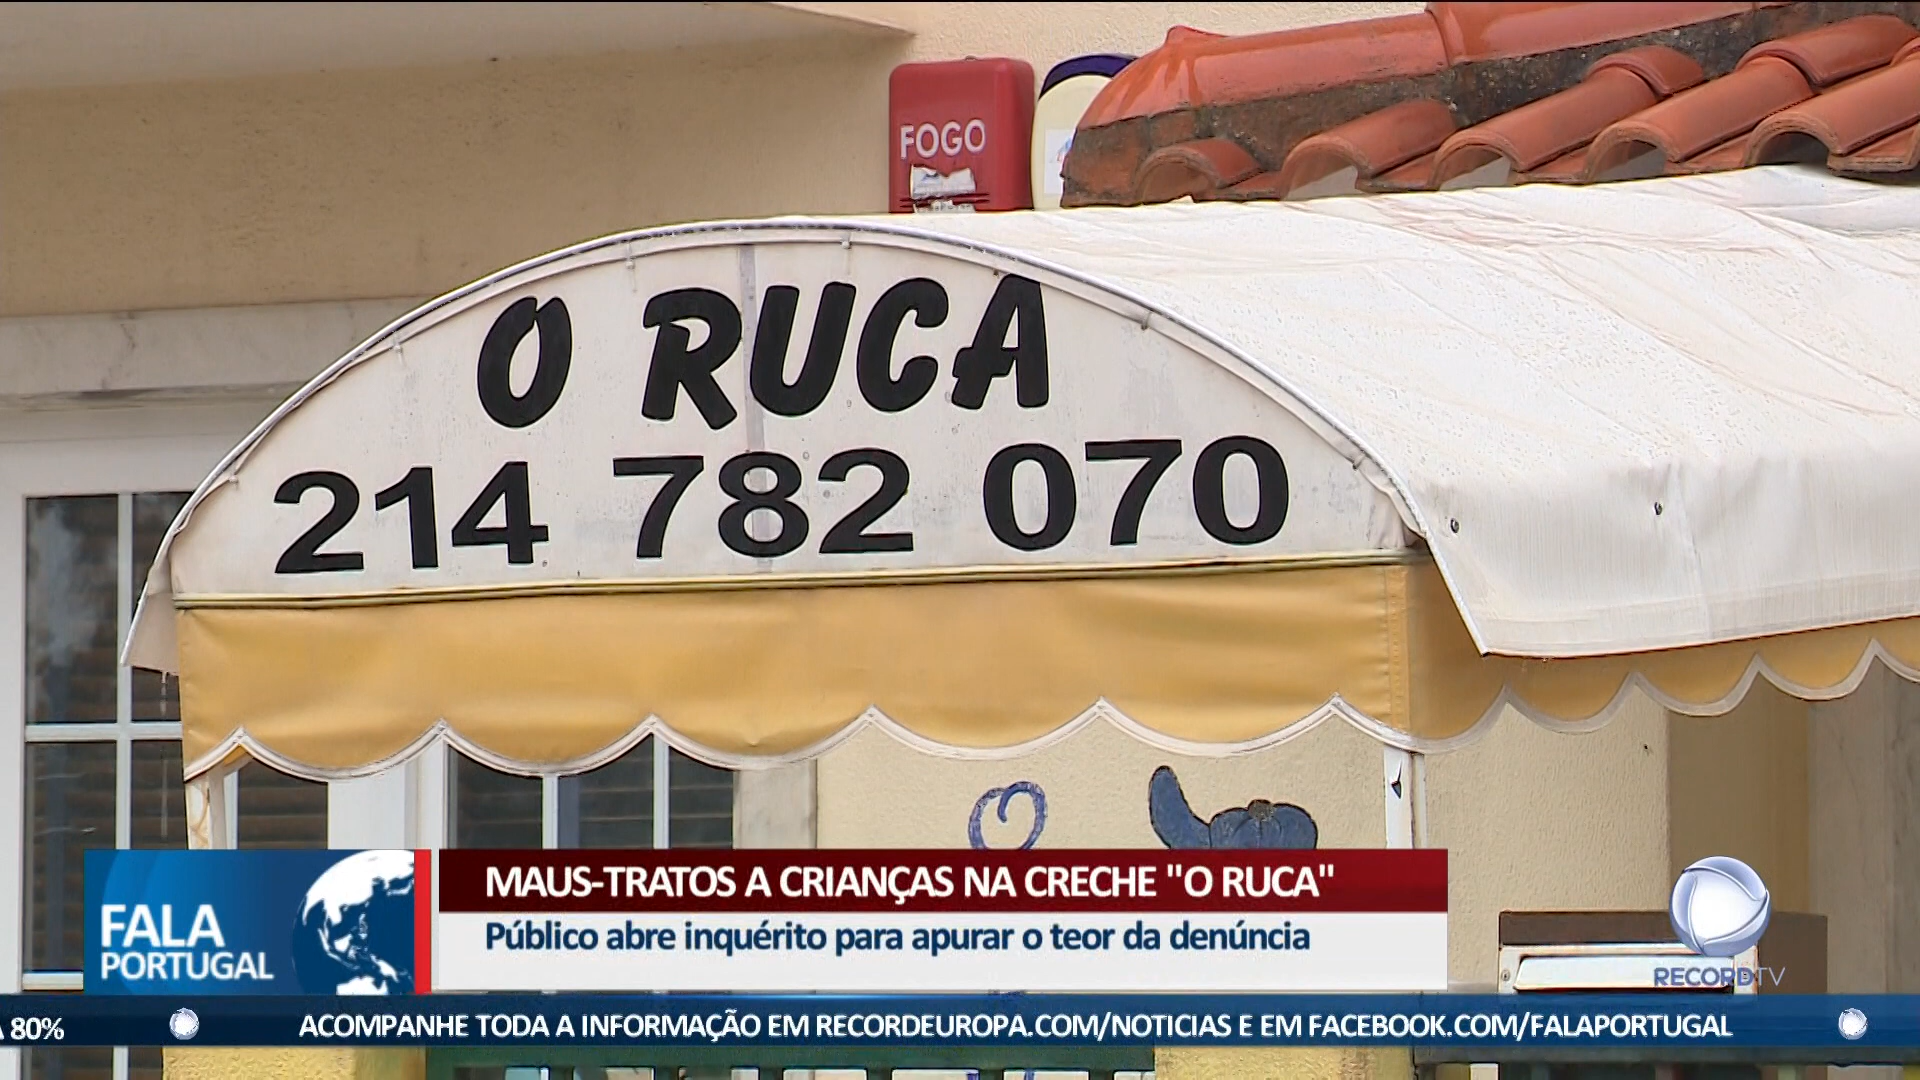 FOGO
O RUCA
214 782 070
MAUS-TRATOS A CRIANÇAS NA CRECHE "O RUCA"
Público abre inquérito para apurar o teor da denúncia
FALA
PORTUGAL
RECORD TV
80%
ACOMPANHE TODA A INFORMAÇÃO EM RECORDEUROPA.COM/NOTICIAS E EM FACEBOOK.COM/FALAPORTUGAL